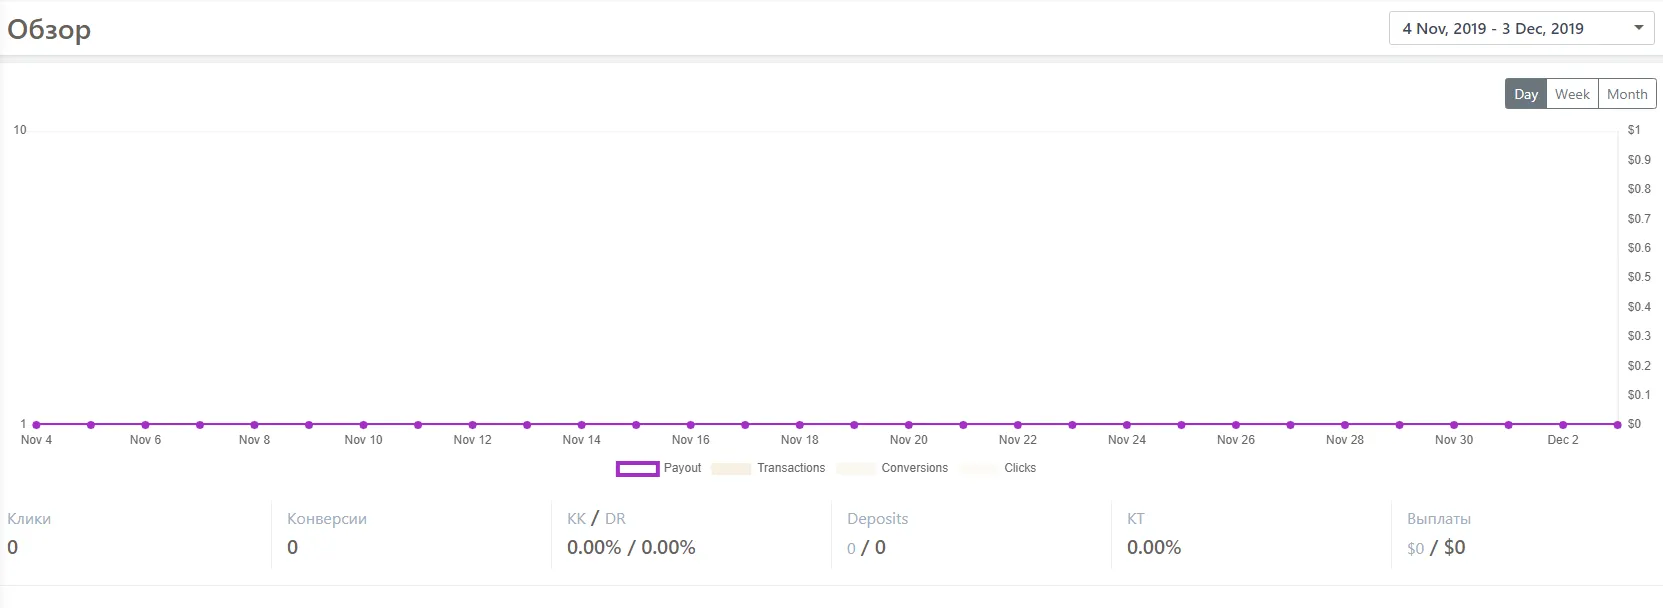 Обзор
4 Nov, 2019 - 3 Dec, 2019
Day Week Month
10
$1
$0.9
$0.8
$0.7
$0.6
$0.5
$0.4
$0.3
$0.2
$0.1
1
$0
Nov 4 Nov 6 Nov 8 Nov 10 Nov 12 Nov 14 Nov 16 Nov 18 Nov 20 Nov 22 Nov 24 Nov 26 Nov 28 Nov 30 Dec 2
Payout Transactions Conversions Clicks
Клики
0
Конверсии
0
КК / DR
0.00% / 0.00%
Deposits
0 / 0
КТ
0.00%
Выплаты
$0 / $0